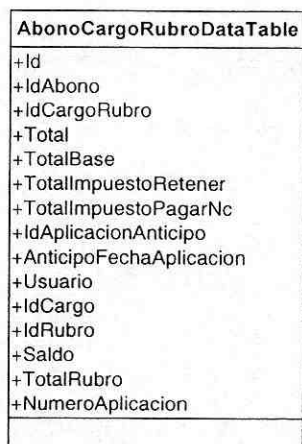 AbonoCargoRubroDataTable
+Id
+IdAbono
+IdCargoRubro
+Total
+TotalBase
+TotalImpuestoRetener
+TotalImpuestoPagarNc
+IdAplicacionAnticipo
+AnticipoFechaAplicacion
+Usuario
+IdCargo
+IdRubro
+Saldo
+TotalRubro
+NumeroAplicacion